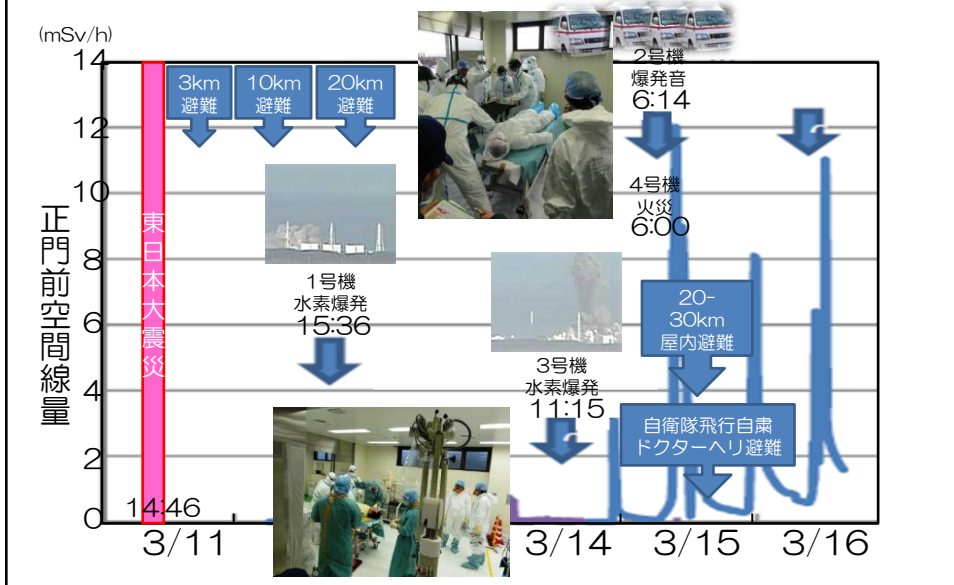 (mSv/h)
14
12
10
8
6
4
2
0
正門前空間線量
東日本大震災
14:46
3km
避難
10km
避難
20km
避難
1号機
水素爆発
15:36
3号機
水素爆発
11:15
2号機
爆発音
6:14
4号機
火災
6:00
20-
30km
屋内避難
自衛隊飛行自粛
ドクターヘリ避難
3/11
3/14
3/15
3/16